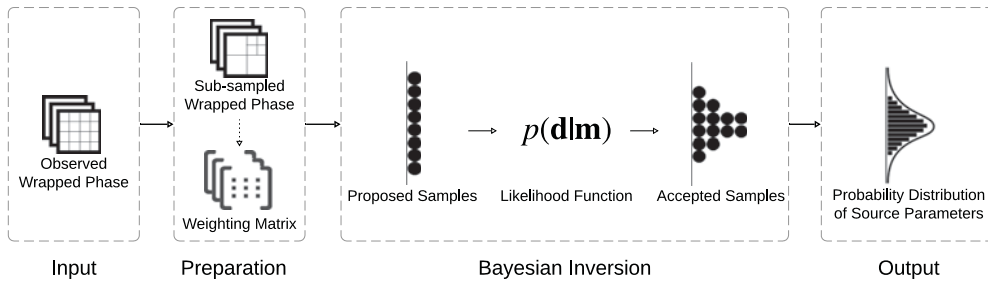 Observed
Wrapped Phase
Sub-sampled
Wrapped Phase
Weighting Matrix
Proposed Samples
p(d|m)
Likelihood Function
Accepted Samples
Probability Distribution
of Source Parameters
Input
Preparation
Bayesian Inversion
Output